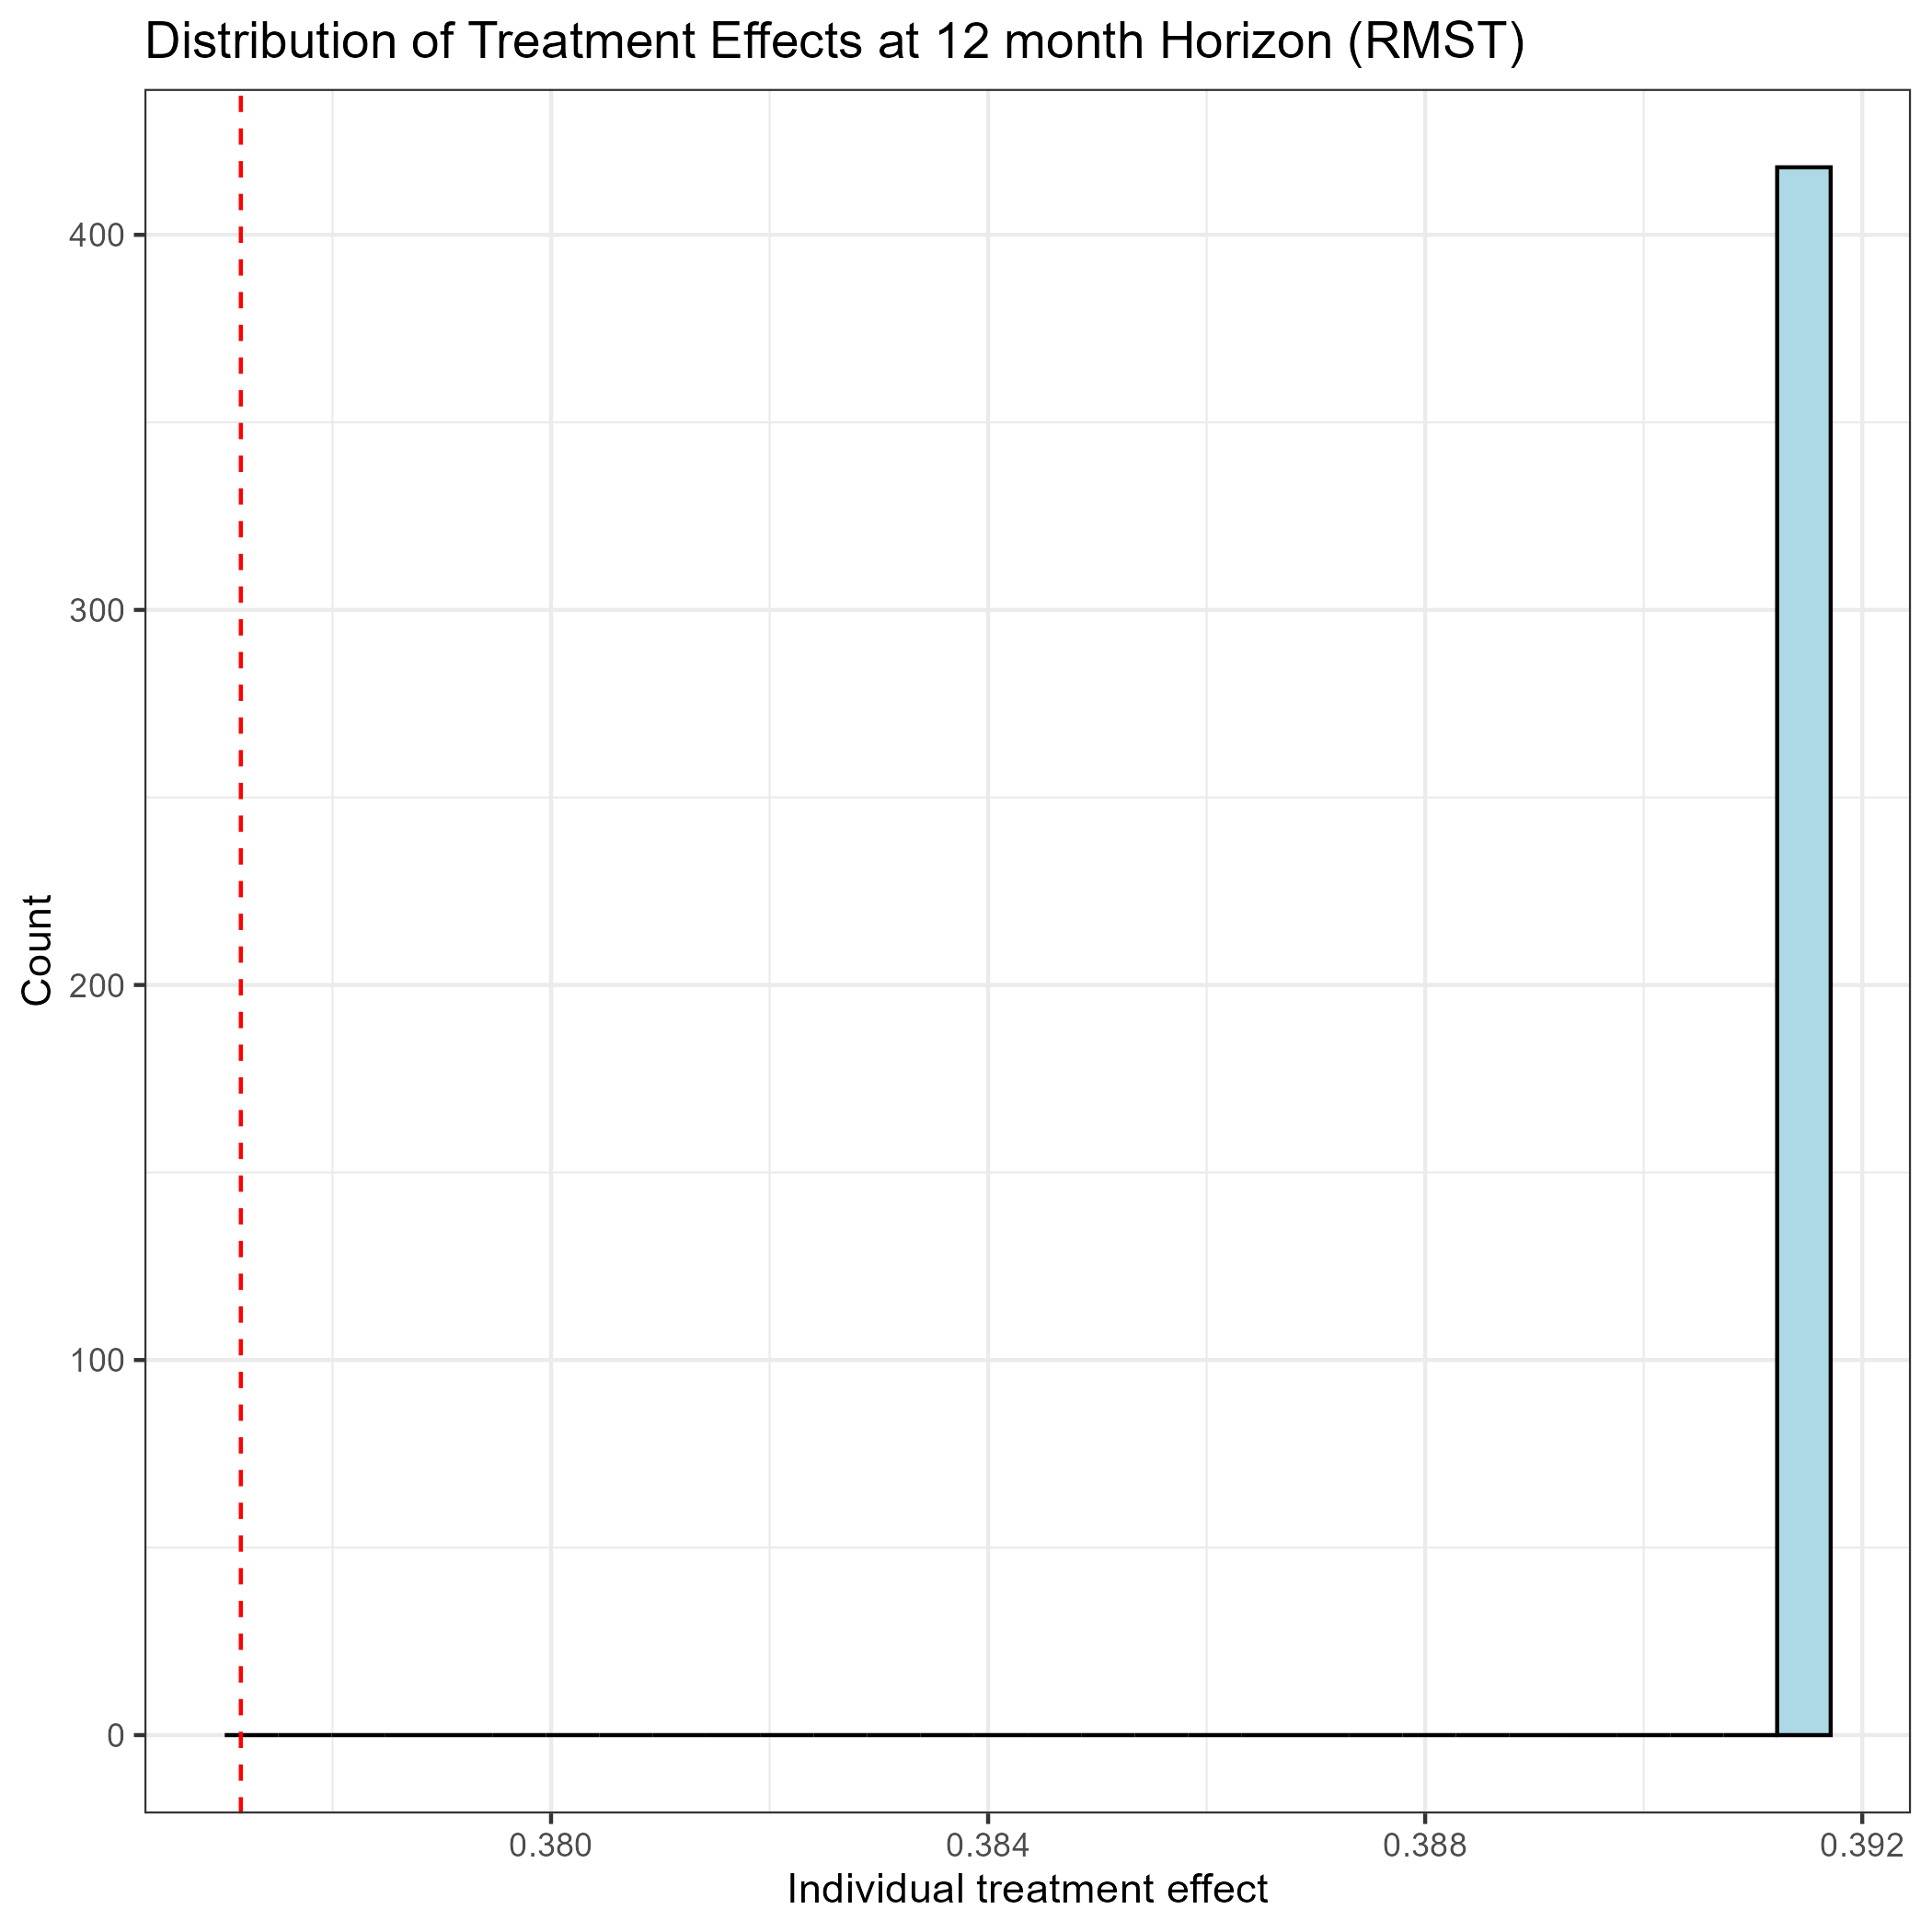 Distribution of Treatment Effects at 12 month Horizon (RMST)
400
300
200
100
0
Count
0.380 0.384 0.388 0.392
Individual treatment effect